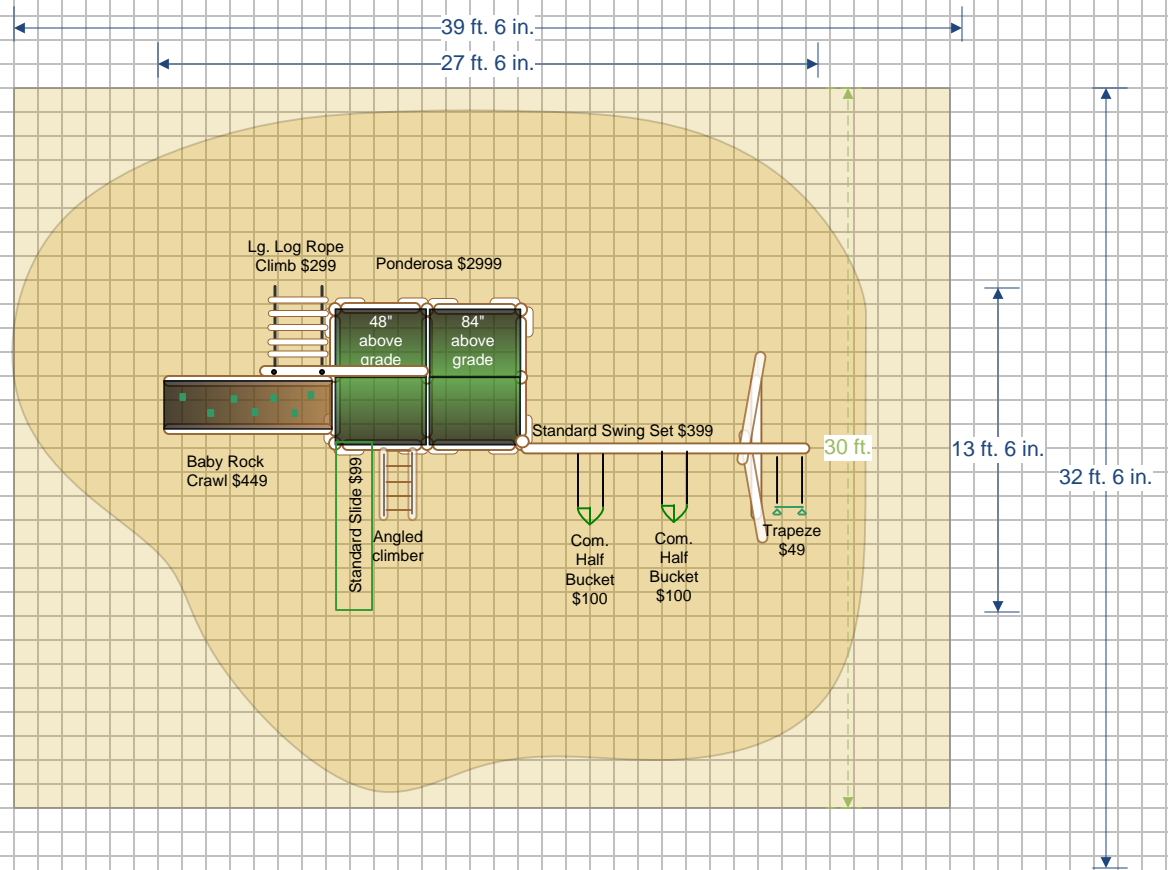 39 ft. 6 in.
27 ft. 6 in.
Lg. Log Rope
Climb $299
Ponderosa $2999
48"
above
grade
84"
above
grade
Standard Swing Set $399
30 ft.
13 ft. 6 in.
32 ft. 6 in.
Baby Rock
Crawl $449
Standard Slide $99
Angled
climber
Com.
Half
Bucket
$100
Com.
Half
Bucket
$100
Trapeze
$49